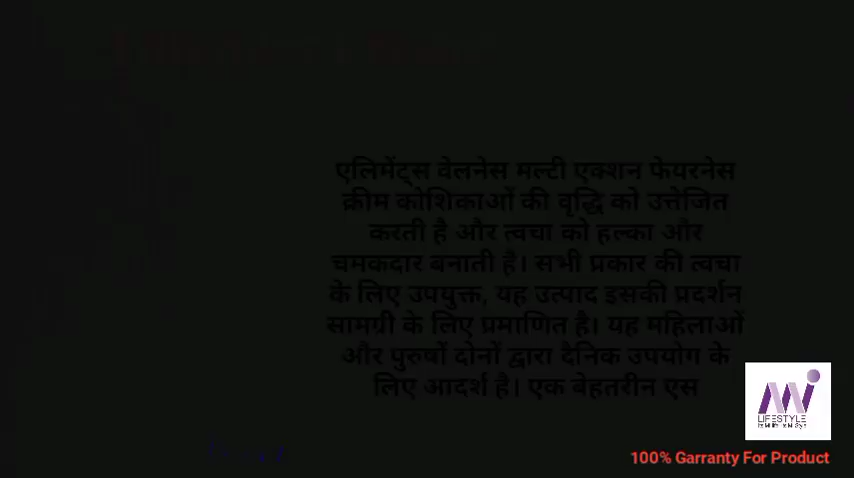 एलिमेंट्स वेलनेस मल्टी एक्शन फेयरनेस
क्रीम कोशिकाओं की वृद्धि को उत्तेजित
करती है और त्वचा को हल्का और
चमकदार बनाती है। सभी प्रकार की त्वचा
के लिए उपयुक्त, यह उत्पाद इसकी प्रदर्शन
सामग्री के लिए प्रमाणित है। यह महिलाओं
और पुरुषों दोनों द्वारा दैनिक उपयोग के
लिए आदर्श है। एक बेहतरीन एस
LIFESTYLE
100% Garranty For Product